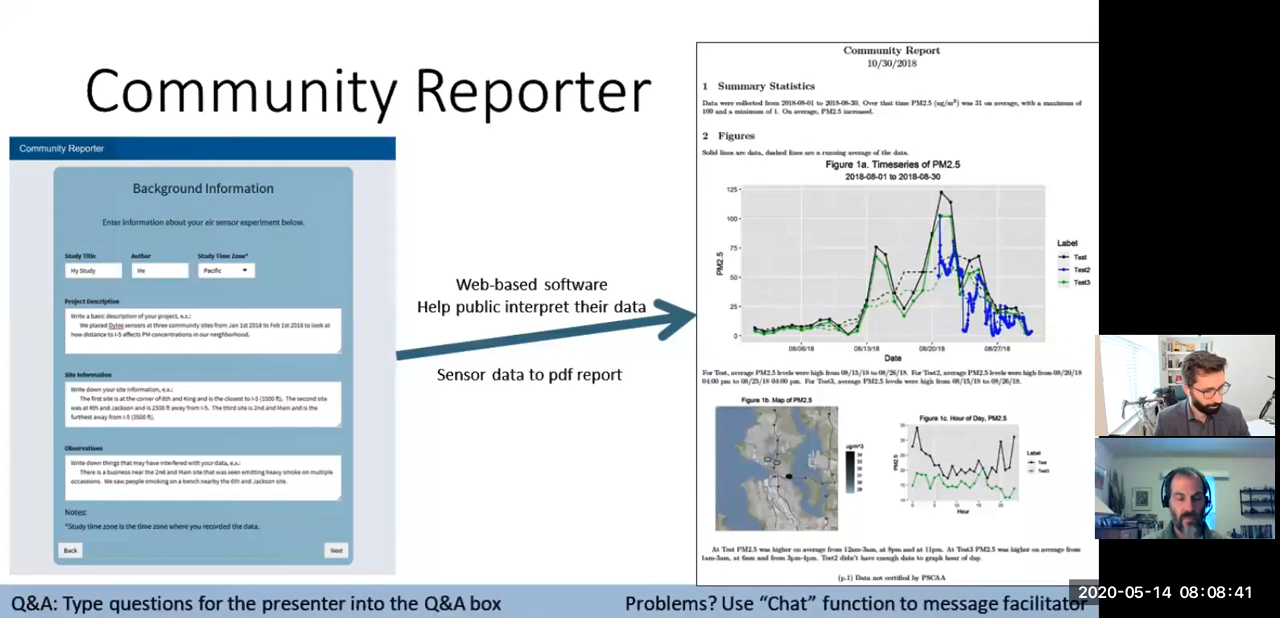 Community Reporter
Community Reporter
Background Information
Enter information about your air sensor experiment below.
Study Title
Author
Study Time Zone*
My Study
Me
Pacific
Project Description
Write a basic description of your project, e.x.:
We placed Dylos sensors at three community sites from Jan 1st 2018 to Feb 1st 2018 to look at
how distance to I-5 affects PM concentrations in our neighborhood.
Site Information
Write down your site information, e.x.:
The first site is at the corner of 8th and King and is the closest to I-5 (1000 ft). The second site
was at 6th and Jackson and is 2500 ft away from I-5. The third site is 2nd and Main and is the
furthest away from I-5 (3500 ft).
Observations
Write down things that may have interfered with your data, e.x.:
There is a business near the 2nd and Main site that was seen emitting heavy smoke on multiple
occassions. We saw people smoking on a bench nearby the 6th and Jackson site.
Notes:
*Study time zone is the time zone where you recorded the data.
Back
Next
Web-based software
Help public interpret their data
Sensor data to pdf report
Community Report
10/30/2018
1 Summary Statistics
Data were collected from 2018-08-01 to 2018-08-30. Over that time PM2.5 (ug/m³) was 31 on average, with a maximum of
109 and a minimum of 1. On average, PM2.5 increased.
2 Figures
Solid lines are data, dashed lines are a running average of the data.
Figure 1a. Timeseries of PM2.5
2018-08-01 to 2018-08-30
125
100
75
50
25
0
PM2.5
08/06/18
08/13/18
08/20/18
08/27/18
Date
Label
Test
Test2
Test3
For Test, average PM2.5 levels were high from 08/15/18 to 08/26/18. For Test2, average PM2.5 levels were high from 08/20/18
04:00 pm to 08/25/18 04:00 pm. For Test3, average PM2.5 levels were high from 08/15/18 to 08/26/18.
Figure 1b. Map of PM2.5
ug/m^3
Figure 1c. Hour of Day, PM2.5
PM2.5
0
5
10
15
20
Hour
Label
Test
Test3
At Test PM2.5 was higher on average from 12am-3am, at 9pm and at 11pm. At Test3 PM2.5 was higher on average from
1am-3am, at 6am and from 3pm-4pm. Test2 didn't have enough data to graph hour of day.
(p.1) Data not certified by PSCAA
Q&A: Type questions for the presenter into the Q&A box
Problems? Use “Chat” function to message facilitator
2020-05-14 08:08:41